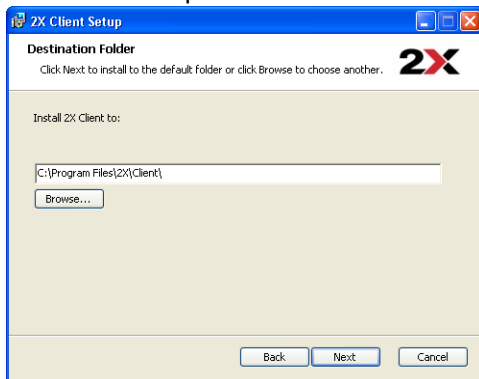 2X Client Setup
Destination Folder
Click Next to install to the default folder or click Browse to choose another.
2X
Install 2X Client to:
C:\Program Files\2X\Client\
Browse...
Back Next Cancel